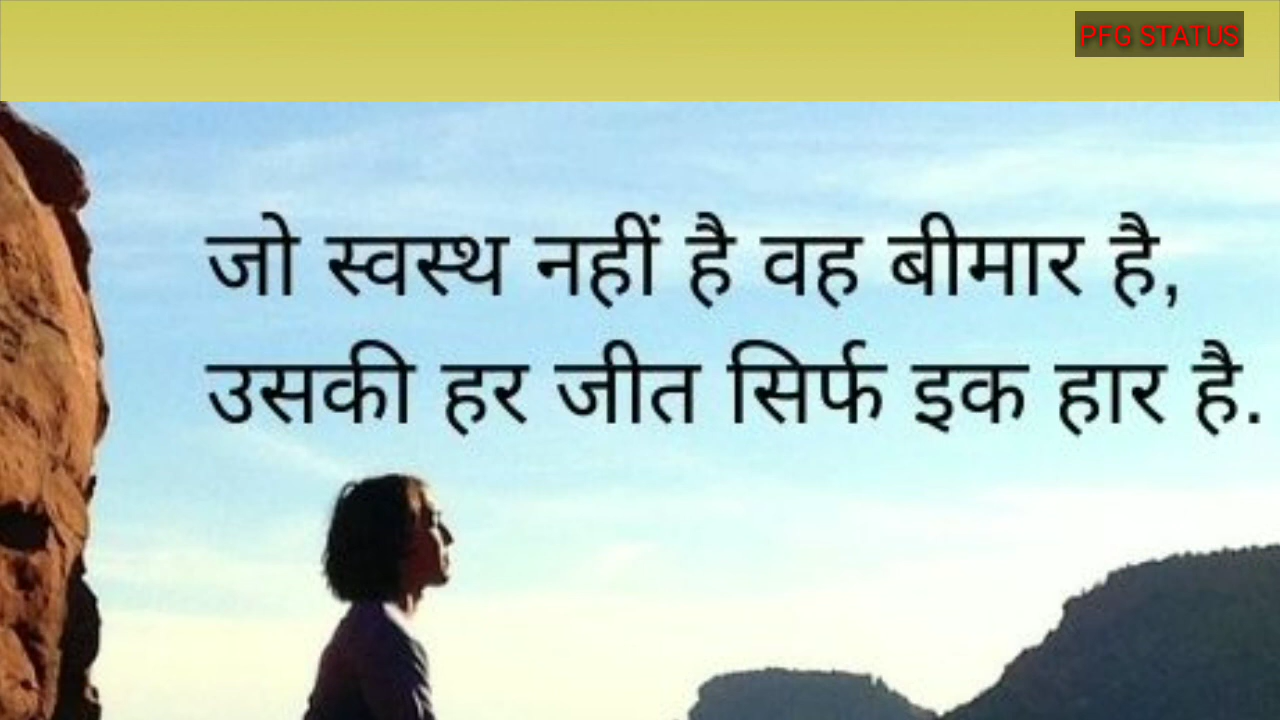 PFG STATUS
जो स्वस्थ नहीं है वह बीमार है,
उसकी हर जीत सिर्फ इक हार है.